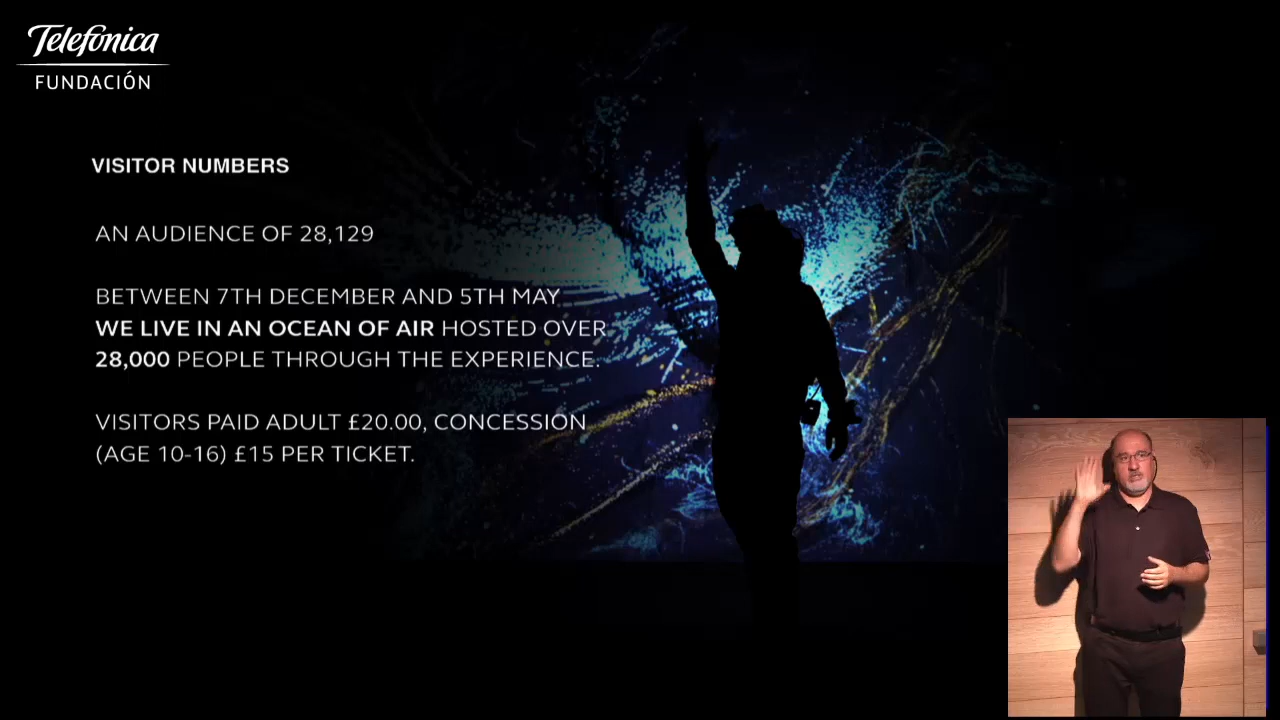 Telefónica
FUNDACIÓN
VISITOR NUMBERS
AN AUDIENCE OF 28,129
BETWEEN 7TH DECEMBER AND 5TH MAY
WE LIVE IN AN OCEAN OF AIR HOSTED OVER
28,000 PEOPLE THROUGH THE EXPERIENCE.
VISITORS PAID ADULT £20.00, CONCESSION
(AGE 10-16) £15 PER TICKET.